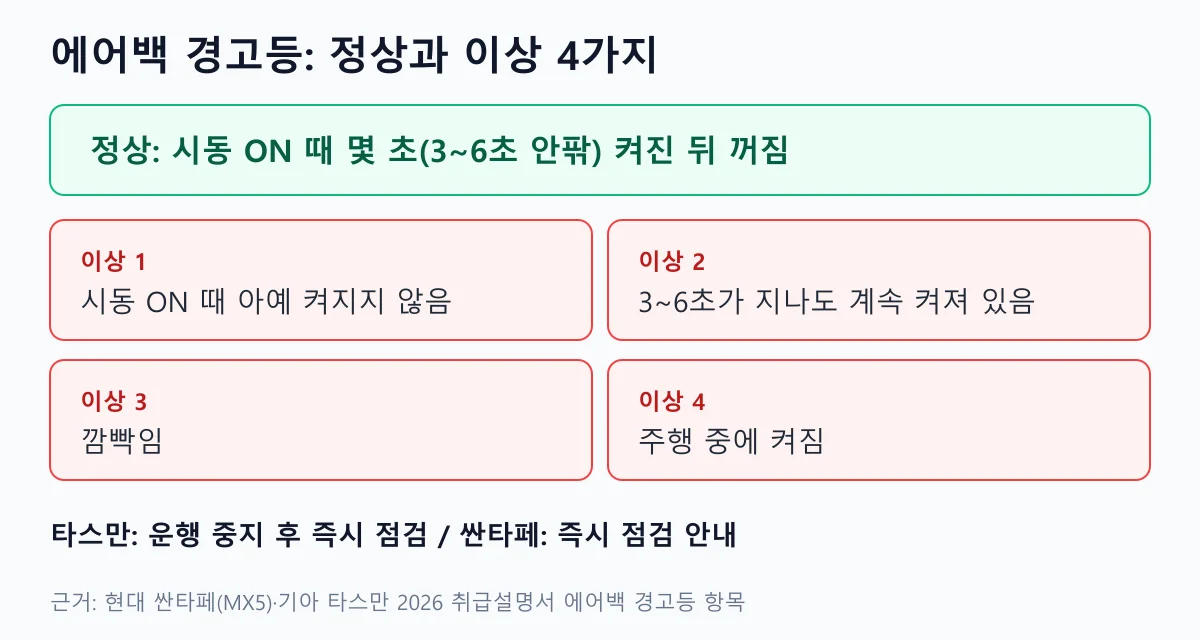 에어백 경고등: 정상과 이상 4가지
정상: 시동 ON 때 몇 초(3~6초 안팎) 켜진 뒤 꺼짐
이상 1
시동 ON 때 아예 켜지지 않음
이상 2
3~6초가 지나도 계속 켜져 있음
이상 3
깜빡임
이상 4
주행 중에 켜짐
타스만: 운행 중지 후 즉시 점검 / 싼타페: 즉시 점검 안내
근거: 현대 싼타페(MX5)·기아 타스만 2026 취급설명서 에어백 경고등 항목